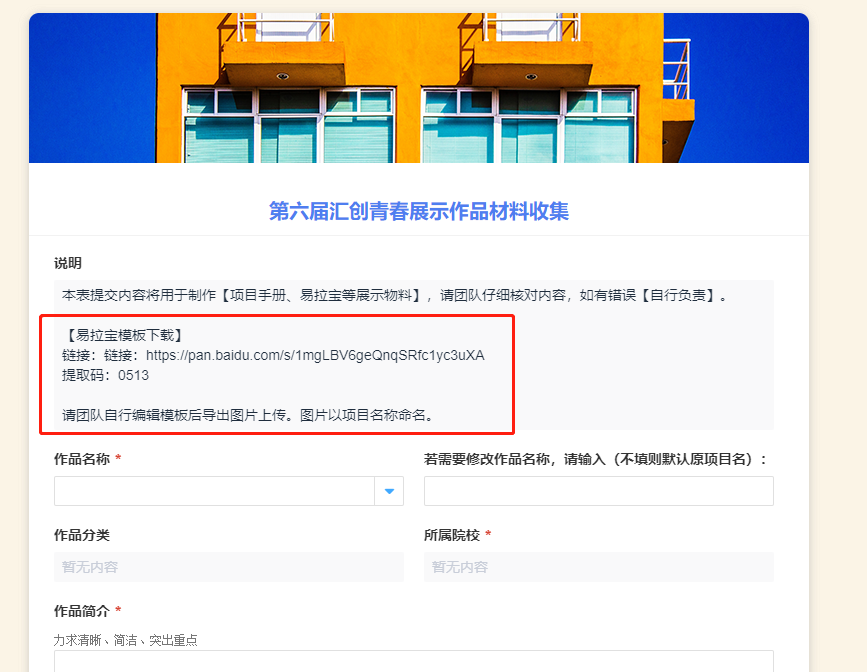 第六届汇创青春展示作品材料收集
说明
本表提交内容将用于制作【项目手册、易拉宝等展示物料】，请团队仔细核对内容，如有错误【自行负责】。
【易拉宝模板下载】
链接：链接：https://pan.baidu.com/s/1mgLBV6geQnqSRfc1yc3uXA
提取码：0513
请团队自行编辑模板后导出图片上传。图片以项目名称命名。
作品名称 *
若需要修改作品名称，请输入（不填则默认原项目名）：
作品分类
所属院校 *
暂无内容
暂无内容
作品简介 *
力求清晰、简洁、突出重点